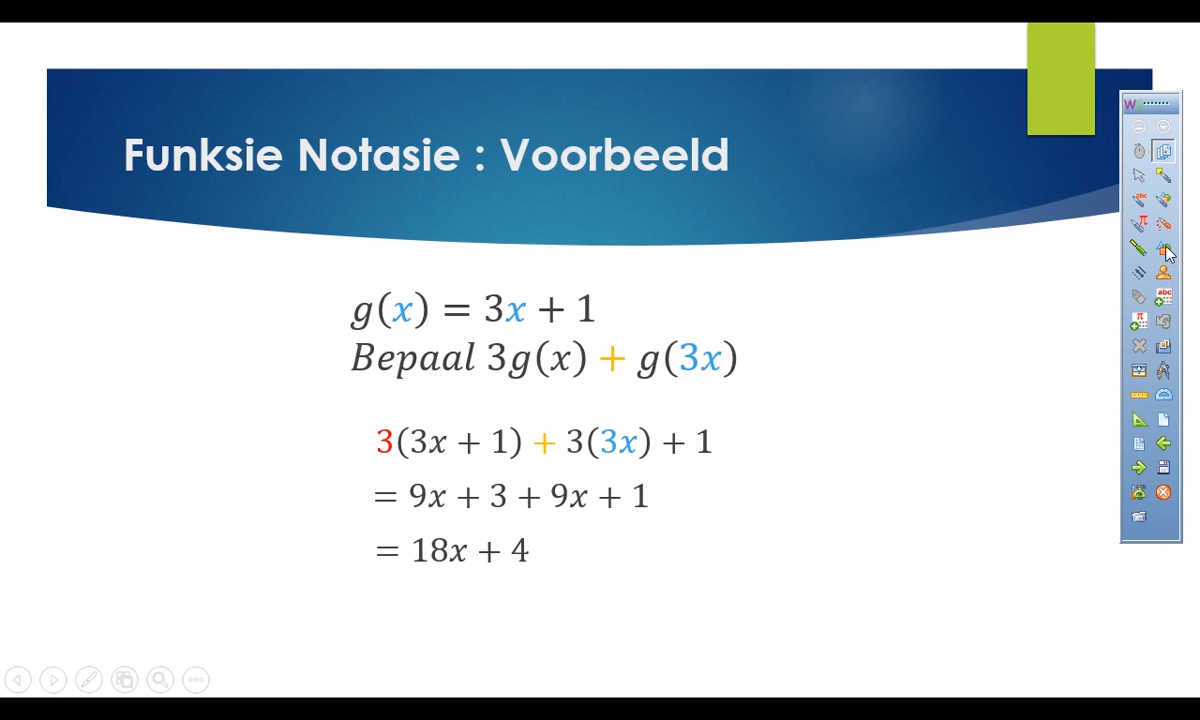 Funksie Notasie : Voorbeeld
g(x) = 3x + 1
Bepaal 3g(x) + g(3x)
3(3x + 1) + 3(3x) + 1
= 9x + 3 + 9x + 1
= 18x + 4